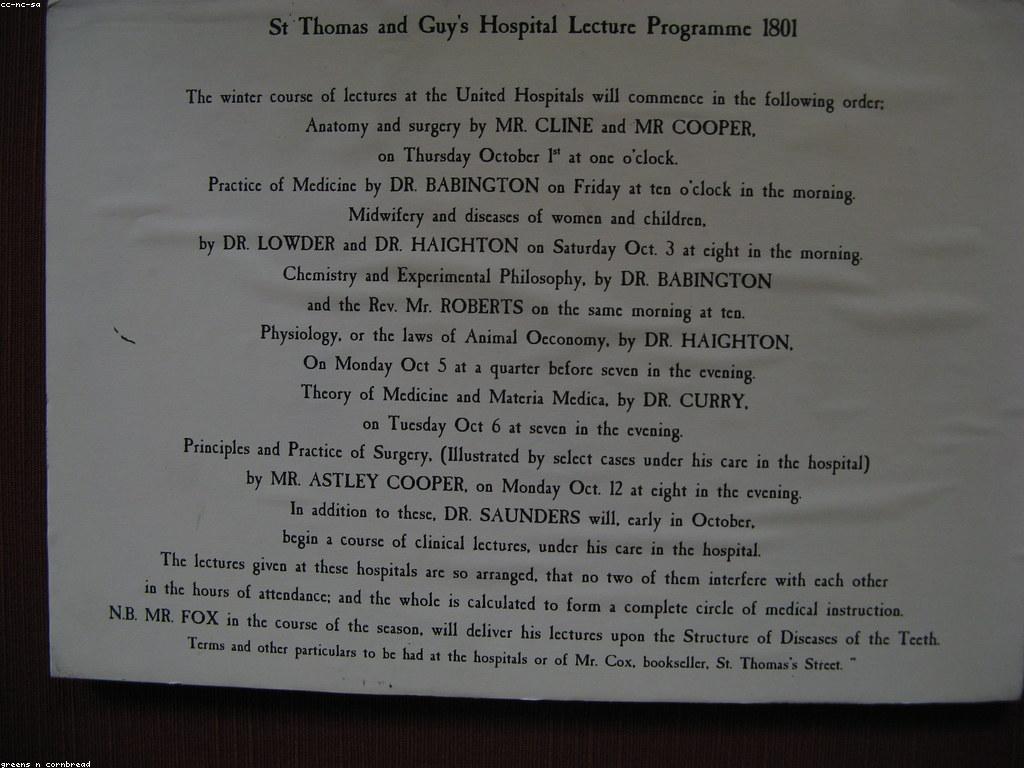 cc-nc-sa
St Thomas and Guy's Hospital Lecture Programme 1801
The winter course of lectures at the United Hospitals will commence in the following order:
Anatomy and surgery by MR. CLINE and MR COOPER,
on Thursday October 1st at one o'clock.
Practice of Medicine by DR. BABINGTON on Friday at ten o'clock in the morning.
Midwifery and diseases of women and children,
by DR. LOWDER and DR. HAIGHTON on Saturday Oct. 3 at eight in the morning.
Chemistry and Experimental Philosophy, by DR. BABINGTON
and the Rev. Mr. ROBERTS on the same morning at ten.
Physiology, or the laws of Animal Oeconomy, by DR. HAIGHTON,
On Monday Oct 5 at a quarter before seven in the evening.
Theory of Medicine and Materia Medica, by DR. CURRY,
on Tuesday Oct 6 at seven in the evening.
Principles and Practice of Surgery, (Illustrated by select cases under his care in the hospital)
by MR. ASTLEY COOPER, on Monday Oct. 12 at eight in the evening.
In addition to these, DR. SAUNDERS will, early in October,
begin a course of clinical lectures, under his care in the hospital.
The lectures given at these hospitals are so arranged, that no two of them interfere with each other
in the hours of attendance; and the whole is calculated to form a complete circle of medical instruction.
N.B. MR. FOX in the course of the season, will deliver his lectures upon the Structure of Diseases of the Teeth.
Terms and other particulars to be had at the hospitals or of Mr. Cox, bookseller, St. Thomas's Street. "
greens n cornbread